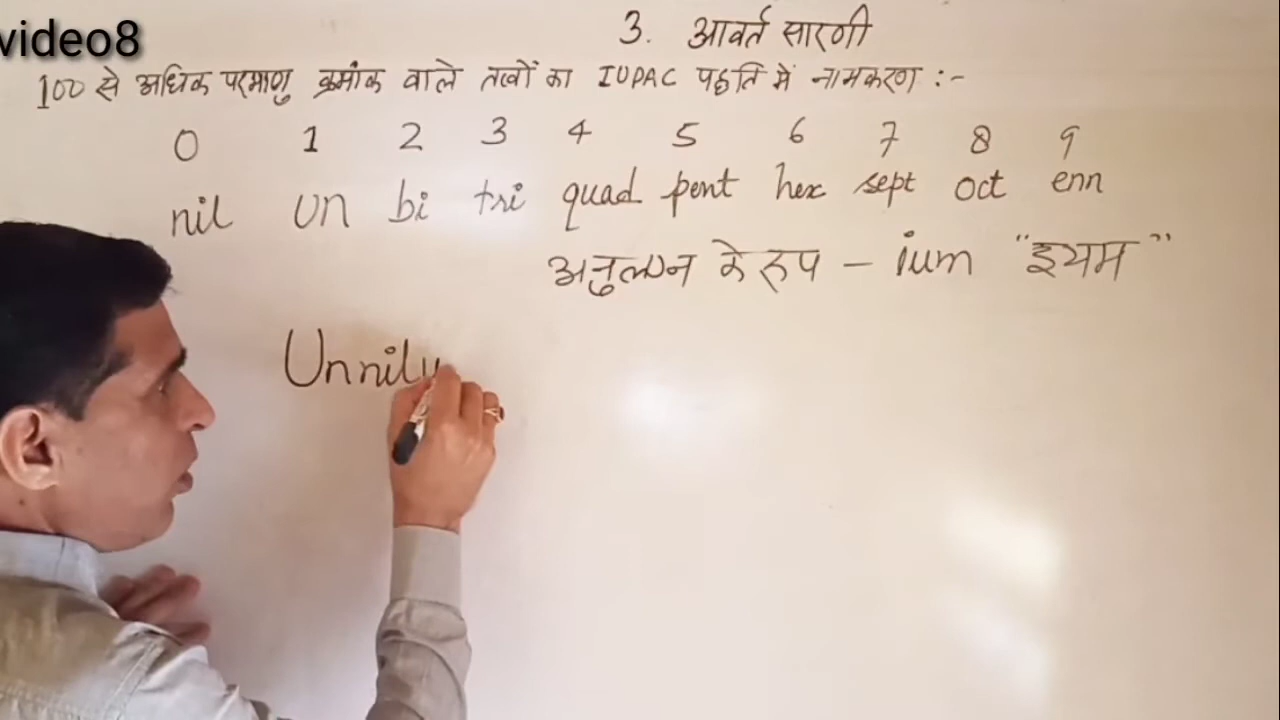 video8
3. आवर्त सारणी
100 से अधिक परमाणु क्रमांक वाले तत्वों का IUPAC पद्धति में नामकरण :-
0 1 2 3 4 5 6 7 8 9
nil un bi tri quad pent hex sept oct enn
अनुलग्न के रुप - ium "इयम"
Unnilu